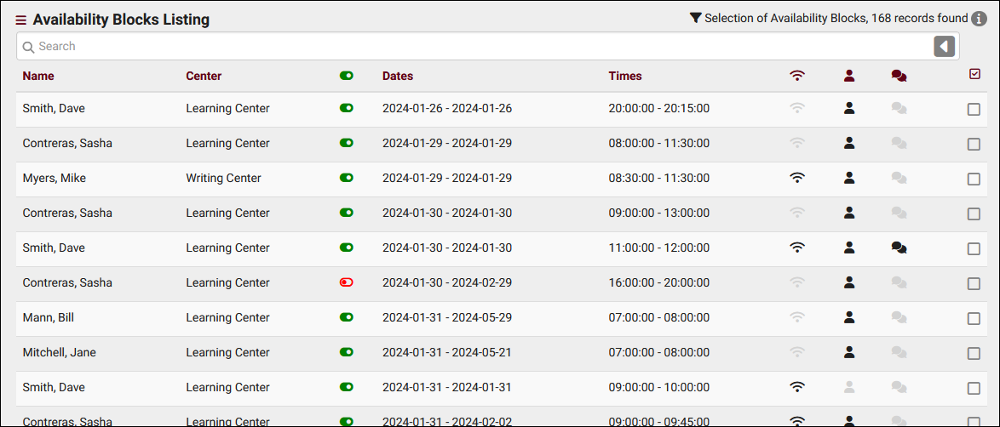 Availability Blocks Listing
Selection of Availability Blocks, 168 records found
Search
Name Center Dates Times
Smith, Dave Learning Center 2024-01-26 - 2024-01-26 20:00:00 - 20:15:00
Contreras, Sasha Learning Center 2024-01-29 - 2024-01-29 08:00:00 - 11:30:00
Myers, Mike Writing Center 2024-01-29 - 2024-01-29 08:30:00 - 11:30:00
Contreras, Sasha Learning Center 2024-01-30 - 2024-01-30 09:00:00 - 13:00:00
Smith, Dave Learning Center 2024-01-30 - 2024-01-30 11:00:00 - 12:00:00
Contreras, Sasha Learning Center 2024-01-30 - 2024-02-29 16:00:00 - 20:00:00
Mann, Bill Learning Center 2024-01-31 - 2024-05-29 07:00:00 - 08:00:00
Mitchell, Jane Learning Center 2024-01-31 - 2024-05-21 07:00:00 - 08:00:00
Smith, Dave Learning Center 2024-01-31 - 2024-01-31 09:00:00 - 10:00:00
Contreras, Sasha Learning Center 2024-01-31 - 2024-02-02 09:00:00 - 09:45:00